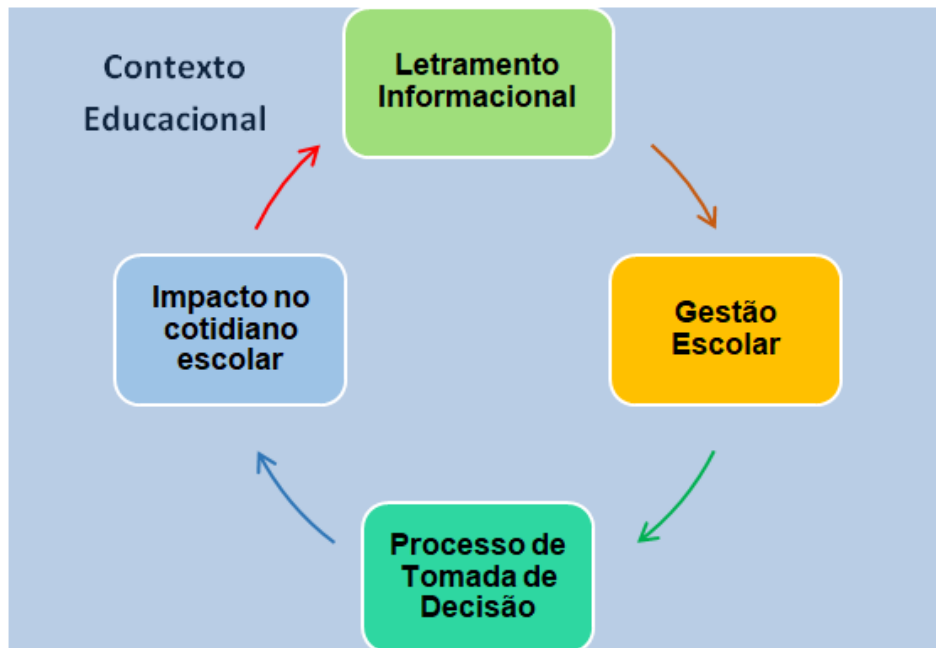 Contexto
Educacional
Letramento
Informacional
Gestão
Escolar
Processo de
Tomada de
Decisão
Impacto no
cotidiano
escolar